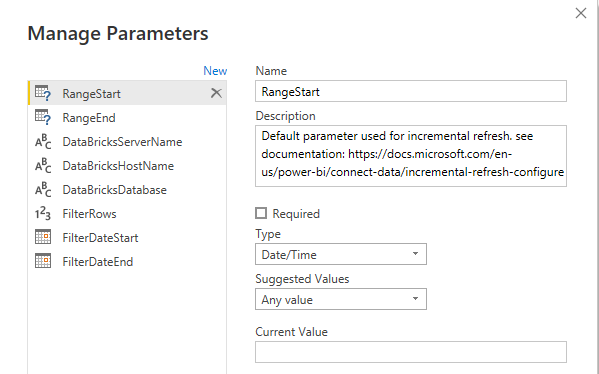 Manage Parameters
New
RangeStart
RangeEnd
DataBricksServerName
DataBricksHostName
DataBricksDatabase
FilterRows
FilterDateStart
FilterDateEnd
Name
RangeStart
Description
Default parameter used for incremental refresh. see
documentation: https://docs.microsoft.com/en-
us/power-bi/connect-data/incremental-refresh-configure
Required
Type
Date/Time
Suggested Values
Any value
Current Value